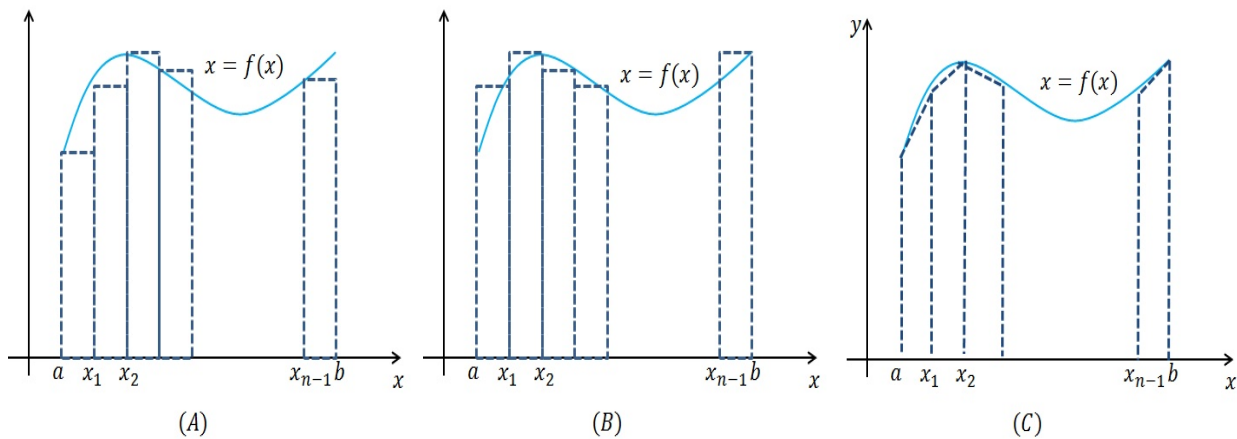 x = f(x)
a x₁ x₂ xₙ₋₁ b x
(A)
x = f(x)
a x₁ x₂ xₙ₋₁ b x
(B)
y
x = f(x)
a x₁ x₂ xₙ₋₁ b x
(C)